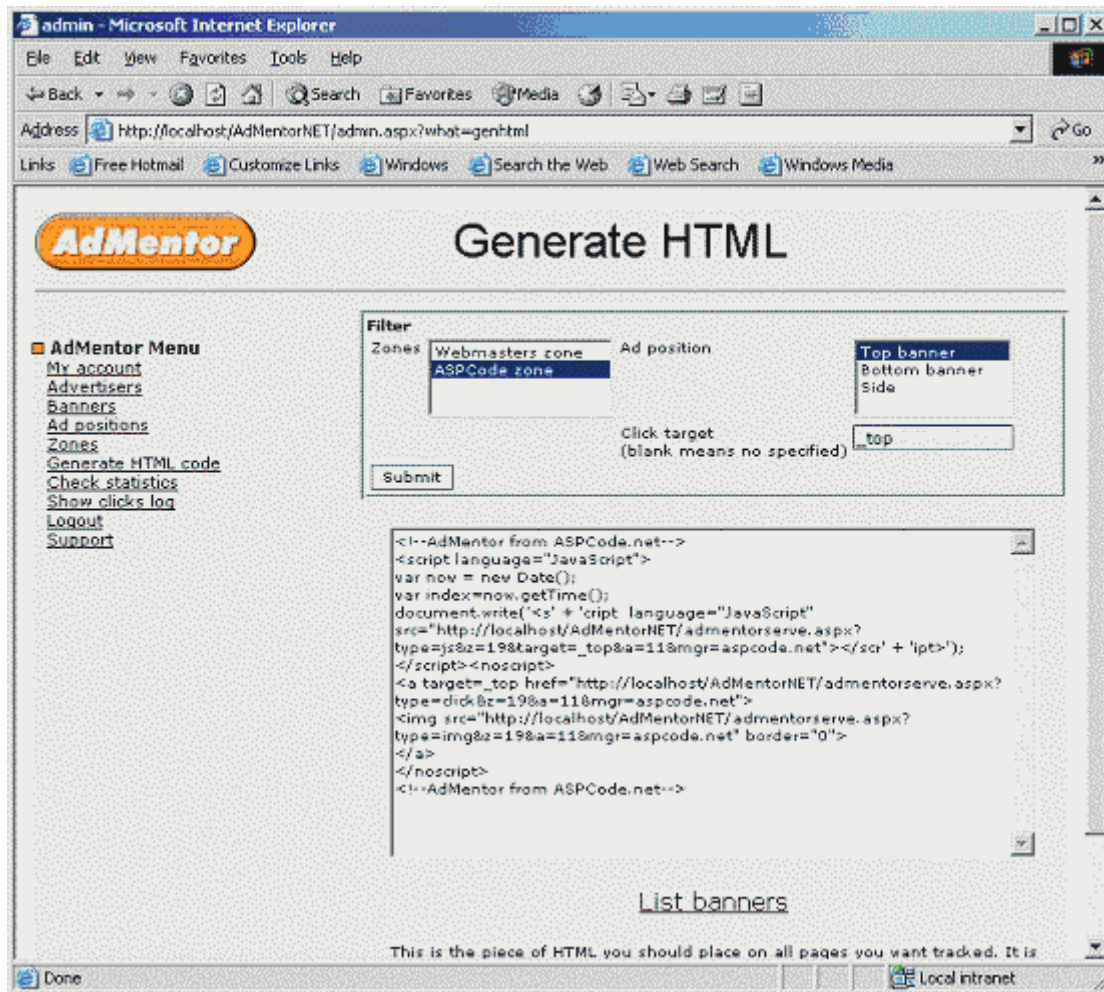 admin - Microsoft Internet Explorer
File Edit View Favorites Tools Help
Back Search Favorites Media
Address http://localhost/AdMentorNET/admin.aspx?what=genhtml Go
Links Free Hotmail Customize Links Windows Search the Web Web Search Windows Media »
AdMentor
Generate HTML
AdMentor Menu
My account
Advertisers
Banners
Ad positions
Zones
Generate HTML code
Check statistics
Show clicks log
Logout
Support
Filter
Zones Webmasters zone Ad position Top banner
ASPCode zone Bottom banner
Side
Click target
(blank means no specified) _top
Submit
<!--AdMentor from ASPCode.net-->
<script language="JavaScript">
var now = new Date();
var index=now.getTime();
document.write('<s' + 'cript language="JavaScript"
src="http://localhost/AdMentorNET/admentorserve.aspx?
type=js&z=19&target=_top&a=11&mgr=aspcode.net"></scr' + 'ipt>');
</script><noscript>
<a target=_top href="http://localhost/AdMentorNET/admentorserve.aspx?
type=click&z=19&a=11&mgr=aspcode.net">
<img src="http://localhost/AdMentorNET/admentorserve.aspx?
type=img&z=19&a=11&mgr=aspcode.net" border="0">
</a>
</noscript>
<!--AdMentor from ASPCode.net-->
List banners
This is the piece of HTML you should place on all pages you want tracked. It is
Done Local intranet